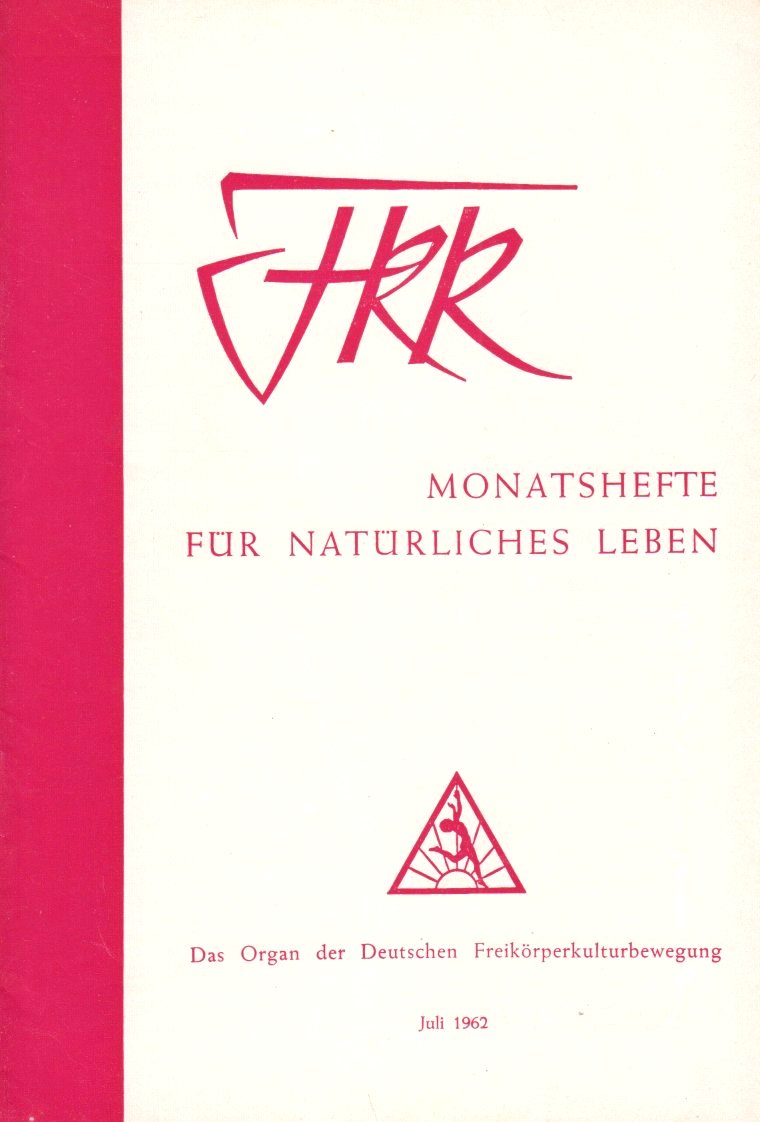 FKK
MONATSHEFTE
FÜR NATÜRLICHES LEBEN
Das Organ der Deutschen Freikörperkulturbewegung
Juli 1962